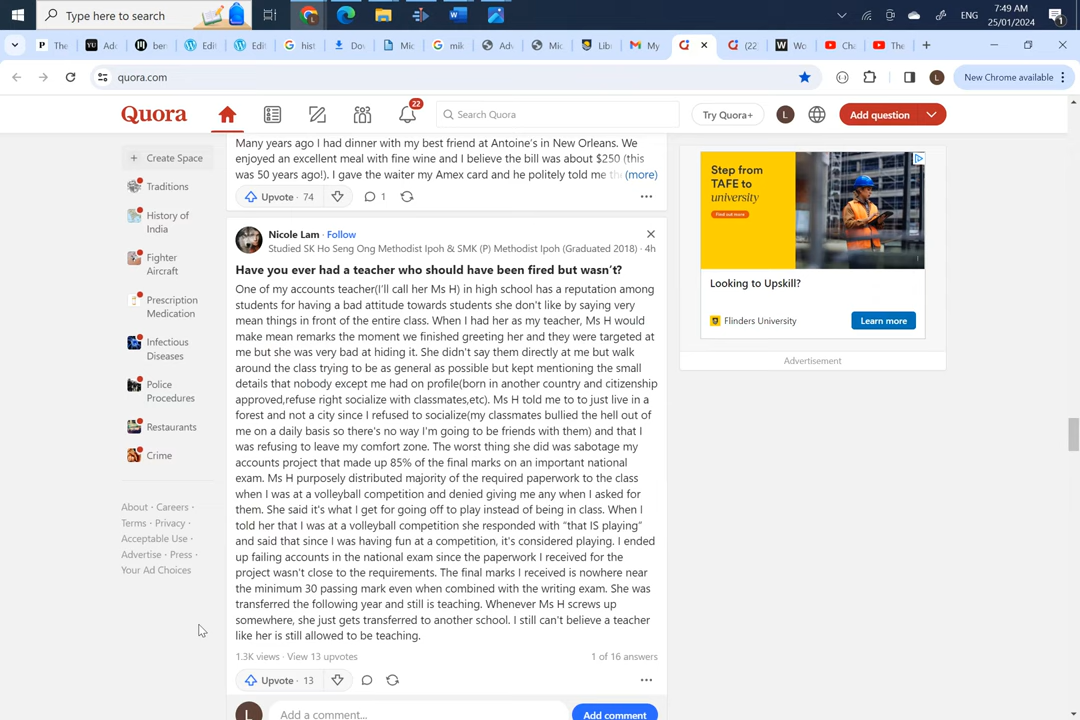 Type here to search
ENG
7:49 AM
25/01/2024
1
The
Adc
ben
Edit
Edit
hist
Dov
Mic
mik
Adv
Mic
Libr
My
(22
Wo
Cha
The
quora.com
New Chrome available
Quora
22
Search Quora
Try Quora+
L
Add question
Create Space
Traditions
History of
India
Fighter
Aircraft
Prescription
Medication
Infectious
Diseases
Police
Procedures
Restaurants
Crime
About · Careers ·
Terms · Privacy ·
Acceptable Use ·
Advertise · Press ·
Your Ad Choices
Many years ago I had dinner with my best friend at Antoine's in New Orleans. We
enjoyed an excellent meal with fine wine and I believe the bill was about $250 (this
was 50 years ago!). I gave the waiter my Amex card and he politely told me (more)
Upvote · 74
1
Nicole Lam · Follow
Studied SK Ho Seng Ong Methodist Ipoh & SMK (P) Methodist Ipoh (Graduated 2018) · 4h
Have you ever had a teacher who should have been fired but wasn't?
One of my accounts teacher(I'll call her Ms H) in high school has a reputation among
students for having a bad attitude towards students she don't like by saying very
mean things in front of the entire class. When I had her as my teacher, Ms H would
make mean remarks the moment we finished greeting her and they were targeted at
me but she was very bad at hiding it. She didn't say them directly at me but walk
around the class trying to be as general as possible but kept mentioning the small
details that nobody except me had on profile(born in another country and citizenship
approved,refuse right socialize with classmates,etc). Ms H told me to to just live in a
forest and not a city since I refused to socialize(my classmates bullied the hell out of
me on a daily basis so there's no way I'm going to be friends with them) and that I
was refusing to leave my comfort zone. The worst thing she did was sabotage my
accounts project that made up 85% of the final marks on an important national
exam. Ms H purposely distributed majority of the required paperwork to the class
when I was at a volleyball competition and denied giving me any when I asked for
them. She said it's what I get for going off to play instead of being in class. When I
told her that I was at a volleyball competition she responded with "that IS playing"
and said that since I was having fun at a competition, it's considered playing. I ended
up failing accounts in the national exam since the paperwork I received for the
project wasn't close to the requirements. The final marks I received is nowhere near
the minimum 30 passing mark even when combined with the writing exam. She was
transferred the following year and still is teaching. Whenever Ms H screws up
somewhere, she just gets transferred to another school. I still can't believe a teacher
like her is still allowed to be teaching.
1.3K views · View 13 upvotes
1 of 16 answers
Upvote · 13
L
Add a comment...
Add comment
Step from
TAFE to
university
Find out more
Looking to Upskill?
Flinders University
Learn more
Advertisement